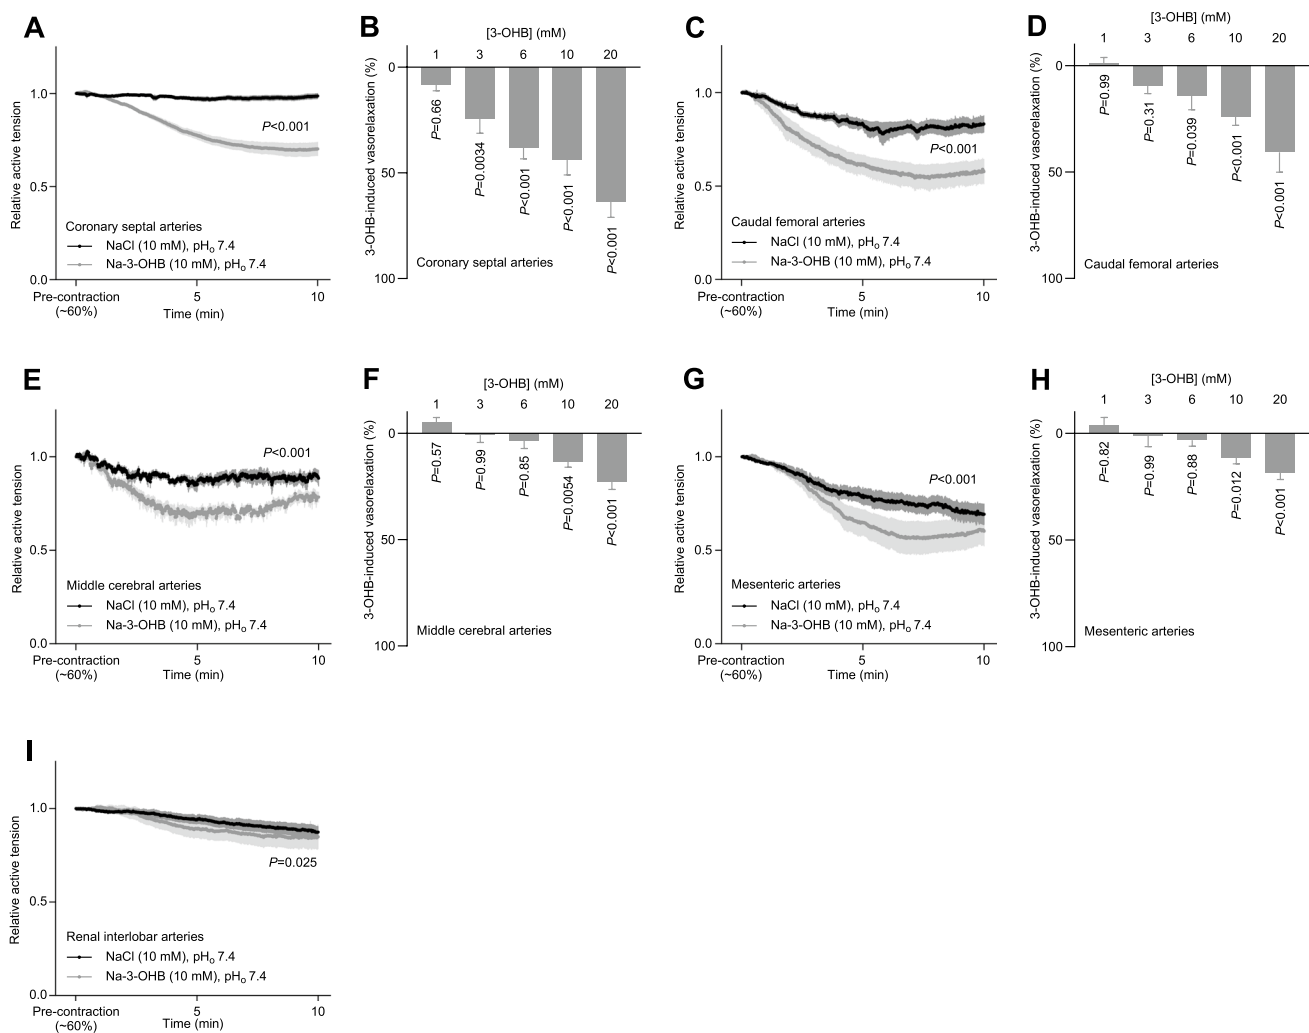 A
Relative active tension
1.0
0.5
0.0
P<0.001
Coronary septal arteries
NaCl (10 mM), pHo 7.4
Na-3-OHB (10 mM), pHo 7.4
Pre-contraction
(~60%)
5
10
Time (min)
B
[3-OHB] (mM)
1 3 6 10 20
3-OHB-induced vasorelaxation (%)
0
50
100
P=0.66
P=0.0034
P<0.001
P<0.001
P<0.001
Coronary septal arteries
C
Relative active tension
1.0
0.5
0.0
P<0.001
Caudal femoral arteries
NaCl (10 mM), pHo 7.4
Na-3-OHB (10 mM), pHo 7.4
Pre-contraction
(~60%)
5
10
Time (min)
D
[3-OHB] (mM)
1 3 6 10 20
3-OHB-induced vasorelaxation (%)
0
50
100
P=0.99
P=0.31
P=0.039
P<0.001
P<0.001
Caudal femoral arteries
E
Relative active tension
1.0
0.5
0.0
P<0.001
Middle cerebral arteries
NaCl (10 mM), pHo 7.4
Na-3-OHB (10 mM), pHo 7.4
Pre-contraction
(~60%)
5
10
Time (min)
F
[3-OHB] (mM)
1 3 6 10 20
3-OHB-induced vasorelaxation (%)
0
50
100
P=0.57
P=0.99
P=0.85
P=0.0054
P<0.001
Middle cerebral arteries
G
Relative active tension
1.0
0.5
0.0
P<0.001
Mesenteric arteries
NaCl (10 mM), pHo 7.4
Na-3-OHB (10 mM), pHo 7.4
Pre-contraction
(~60%)
5
10
Time (min)
H
[3-OHB] (mM)
1 3 6 10 20
3-OHB-induced vasorelaxation (%)
0
50
100
P=0.82
P=0.99
P=0.88
P=0.012
P<0.001
Mesenteric arteries
I
Relative active tension
1.0
0.5
0.0
P=0.025
Renal interlobar arteries
NaCl (10 mM), pHo 7.4
Na-3-OHB (10 mM), pHo 7.4
Pre-contraction
(~60%)
5
10
Time (min)